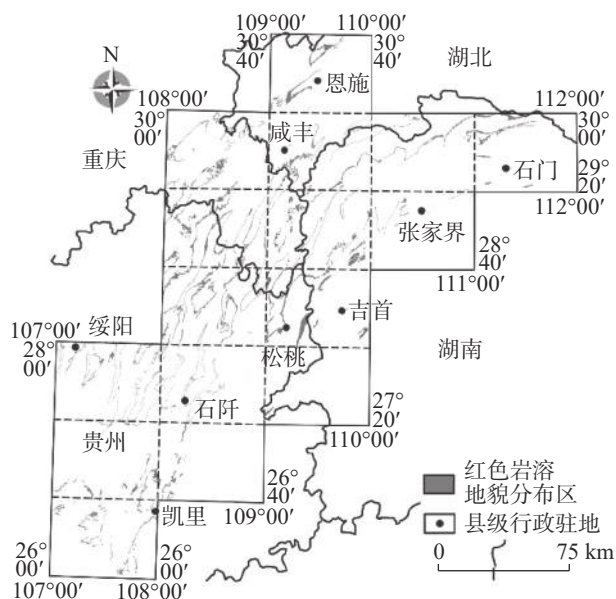 109°00′ 110°00′
30°
40′
30°
40′
N
湖北
恩施
108°00′
112°00′
30°
00′
30°
00′
咸丰
重庆
石门
29°
20′
112°00′
张家界
28°
40′
111°00′
107°00′
绥阳
吉首
28°
00′
松桃
湖南
石阡
27°
20′
110°00′
贵州
26°
40′
109°00′
红色岩溶
地貌分布区
凯里
县级行政驻地
26°
00′
26°
00′
0 75 km
107°00′ 108°00′